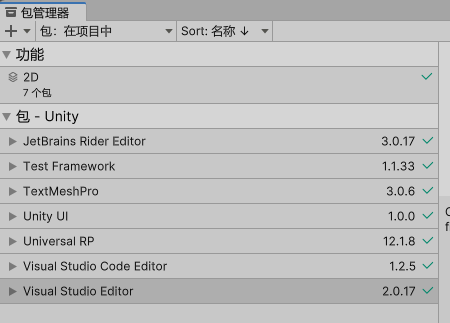 包管理器
包: 在项目中 Sort: 名称 ↓
功能
2D
7 个包
包 - Unity
JetBrains Rider Editor 3.0.17
Test Framework 1.1.33
TextMeshPro 3.0.6
Unity UI 1.0.0
Universal RP 12.1.8
Visual Studio Code Editor 1.2.5
Visual Studio Editor 2.0.17